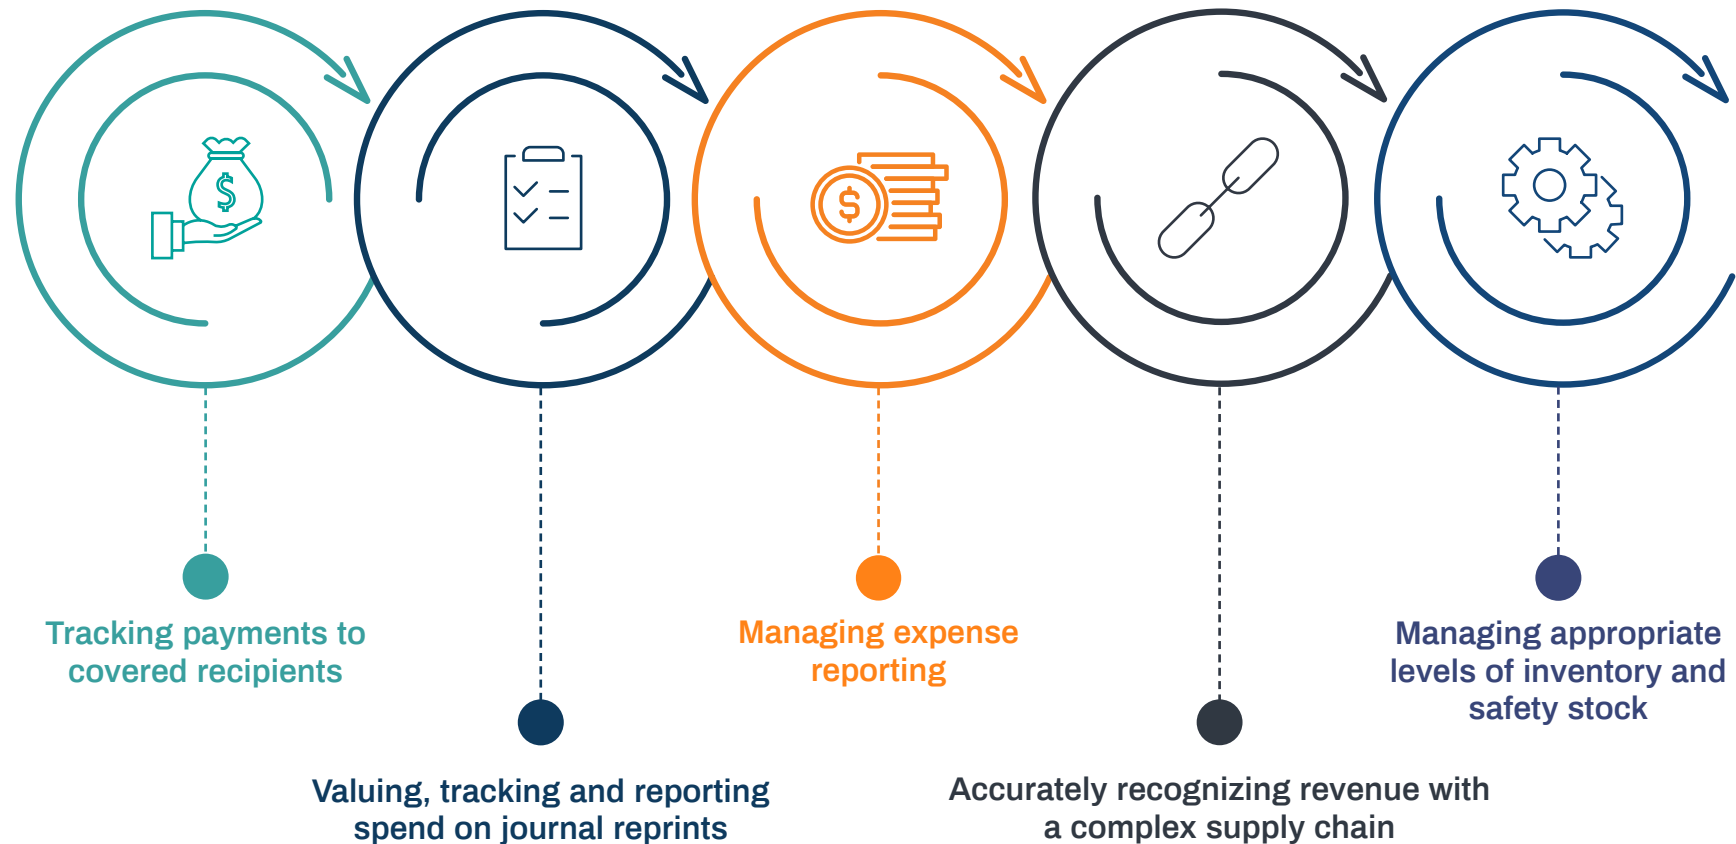 $
$
Tracking payments to
covered recipients
Valuing, tracking and reporting
spend on journal reprints
Managing expense
reporting
Accurately recognizing revenue with
a complex supply chain
Managing appropriate
levels of inventory and
safety stock